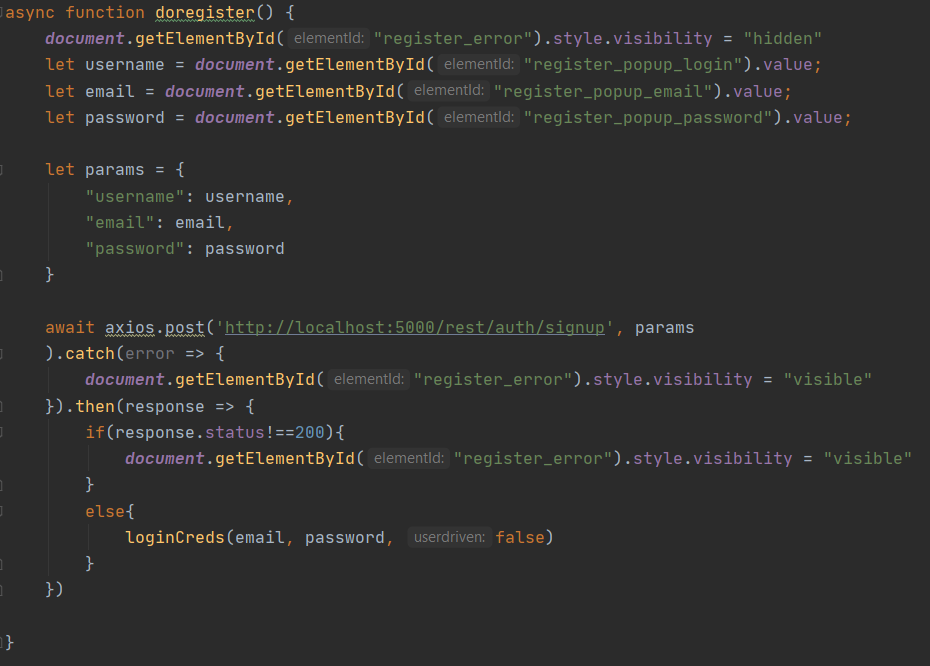 async function doregister() {
    document.getElementById( elementId: "register_error").style.visibility = "hidden"
    let username = document.getElementById( elementId: "register_popup_login").value;
    let email = document.getElementById( elementId: "register_popup_email").value;
    let password = document.getElementById( elementId: "register_popup_password").value;

    let params = {
        "username": username,
        "email": email,
        "password": password
    }

    await axios.post('http://localhost:5000/rest/auth/signup', params
    ).catch(error => {
        document.getElementById( elementId: "register_error").style.visibility = "visible"
    }).then(response => {
        if(response.status!==200){
            document.getElementById( elementId: "register_error").style.visibility = "visible"
        }
        else{
            loginCreds(email, password, userdriven: false)
        }
    })

}